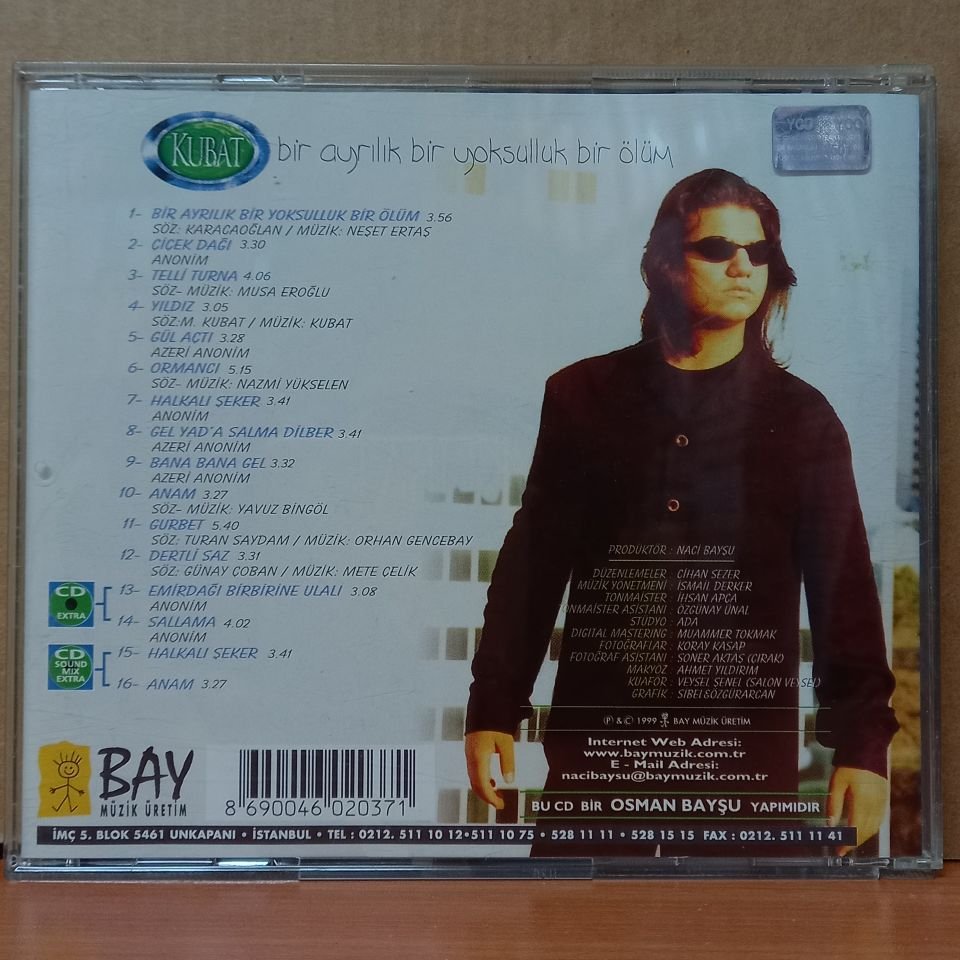 KUBAT bir ayrılık bir yoksulluk bir ölüm
1- BİR AYRILIK BİR YOKSULLUK BİR ÖLÜM 3.56
SÖZ: KARACAOĞLAN / MÜZİK: NEŞET ERTAŞ
2- ÇİÇEK DAĞI 3.30
ANONİM
3- TELLİ TURNA 4.06
SÖZ- MÜZİK: MUSA EROĞLU
4- YILDIZ 3.05
SÖZ:M. KUBAT / MÜZİK: KUBAT
5- GÜL AÇTI 3.28
AZERİ ANONİM
6- ORMANCI 5.15
SÖZ- MÜZİK: NAZMİ YÜKSELEN
7- HALKALI ŞEKER 3.41
ANONİM
8- GEL YAD'A SALMA DİLBER 3.41
AZERİ ANONİM
9- BANA BANA GEL 3.32
AZERİ ANONİM
10- ANAM 3.27
SÖZ- MÜZİK: YAVUZ BİNGÖL
11- GURBET 5.40
SÖZ: TURAN SAYDAM / MÜZİK: ORHAN GENCEBAY
12- DERTLİ SAZ 3.31
SÖZ: GÜNAY ÇOBAN / MÜZİK: METE ÇELİK
CD EXTRA
13- EMİRDAĞI BİRBİRİNE ULALI 3.08
ANONİM
14- SALLAMA 4.02
ANONİM
CD SOUND MIX EXTRA
15- HALKALI ŞEKER 3.41
16- ANAM 3.27
PRODÜKTÖR : NACİ BAYŞU
DÜZENLEMELER : CİHAN SEZER
MÜZİK YÖNETMENİ : İSMAİL DERKER
TONMAİSTER : İHSAN APÇA
TONMAİSTER ASİSTANI : ÖZGÜNAY ÜNAL
STÜDYO : ADA
DIGITAL MASTERING : MUAMMER TOKMAK
FOTOĞRAFLAR : KORAY KASAP
FOTOĞRAF ASİSTANI : SONER AKTAŞ (ÇIRAK)
MAKYÖZ : AHMET YILDIRIM
KUAFÖR : VEYSEL ŞENEL (SALON VEYSEL)
GRAFİK : SİBEL&ÖZGÜRARCAN
℗ & © 1999 BAY MÜZİK ÜRETİM
Internet Web Adresi:
www.baymuzik.com.tr
E - Mail Adresi:
nacibaysu@baymuzik.com.tr
BU CD BİR OSMAN BAYŞU YAPIMIDIR
BAY
MÜZİK ÜRETİM
8 690046 020371
İMÇ 5. BLOK 5461 UNKAPANI • İSTANBUL • TEL : 0212. 511 10 12•511 10 75 • 528 11 11 • 528 15 15 FAX : 0212. 511 11 41